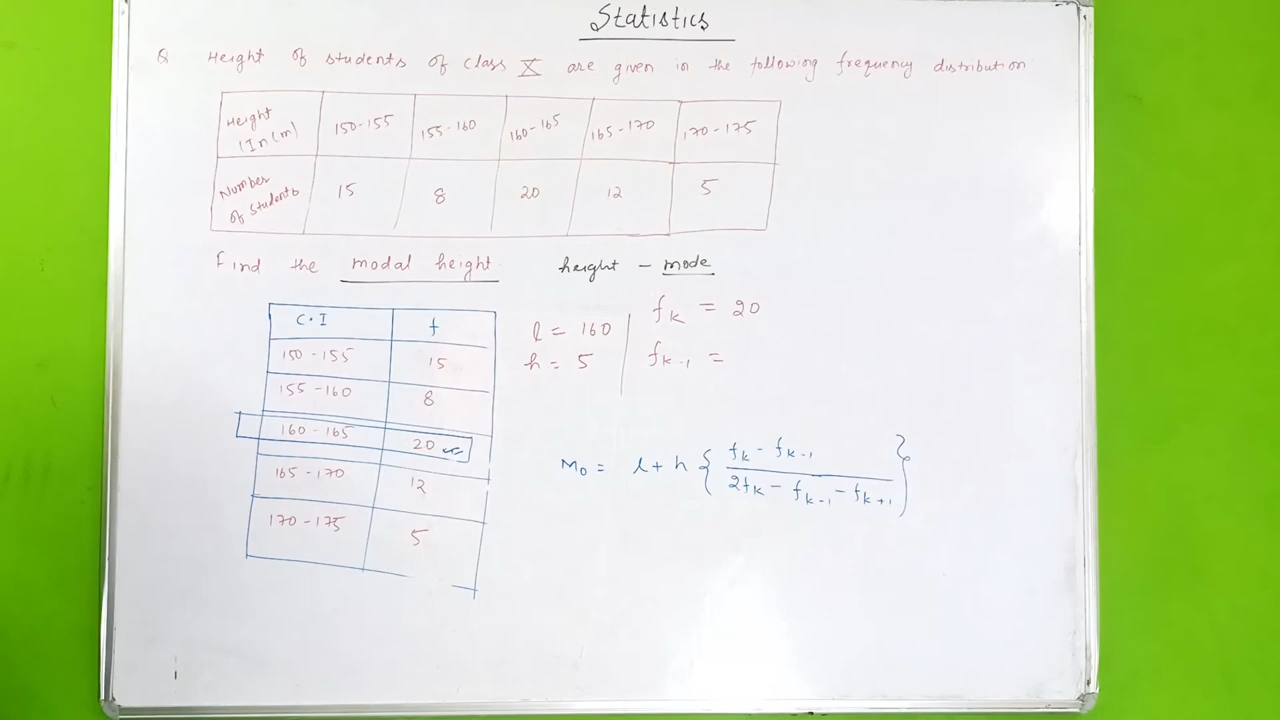 Statistics
Q Height of students of class X are given in the following frequency distribution
Height (In Cm) 150-155 155-160 160-165 165-170 170-175
Number of students 15 8 20 12 5
Find the modal height. height - mode
C.I f
150-155 15
155-160 8
160-165 20
165-170 12
170-175 5
l = 160
h = 5
fk = 20
fk-1 =
Mo = l + h { fk - fk-1 / 2fk - fk-1 - fk+1 }